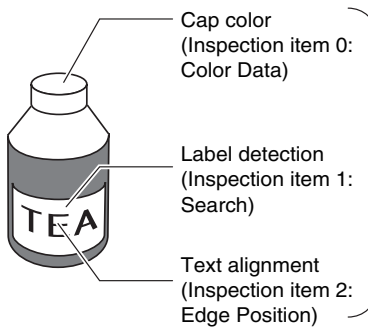 Cap color
(Inspection item 0:
Color Data)
Label detection
(Inspection item 1:
Search)
TEA
Text alignment
(Inspection item 2:
Edge Position)